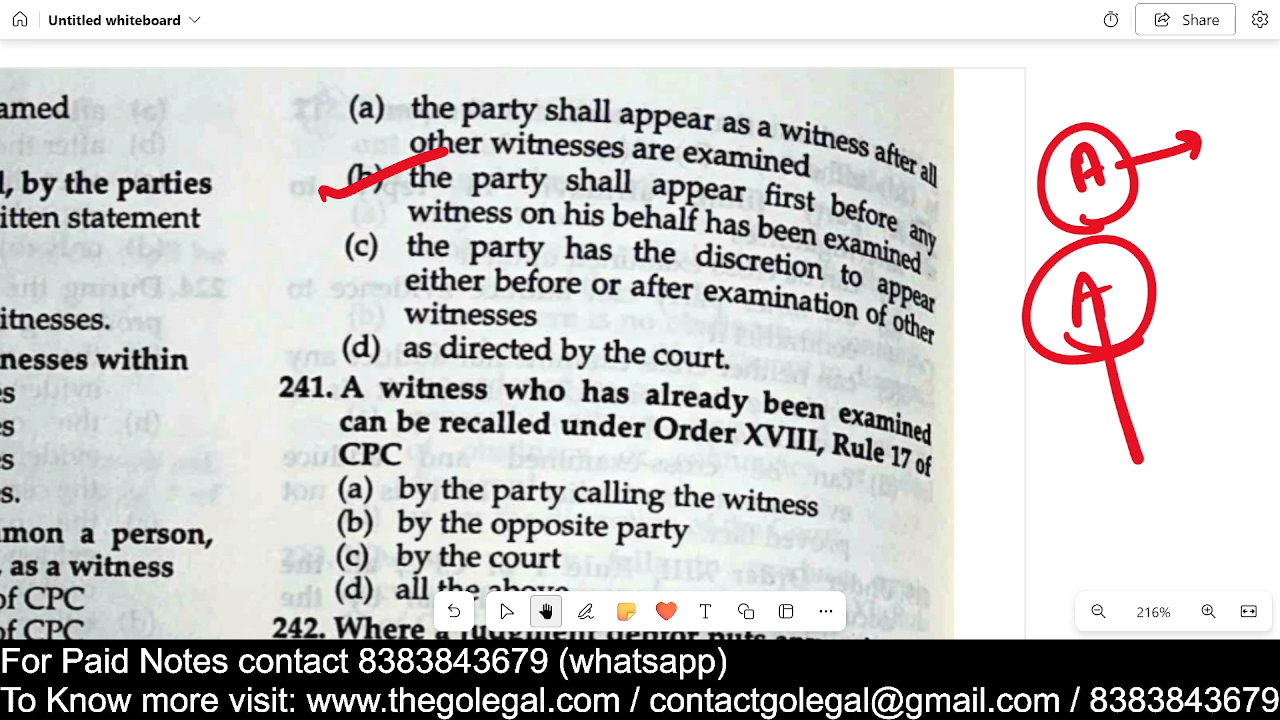 Untitled whiteboard
Share
amed
l, by the parties
itten statement
itnesses.
nesses within
s
es
es
s.
mon a person,
as a witness
of CPC
of CPC
(a) the party shall appear as a witness after all
other witnesses are examined
(b) the party shall appear first before any
witness on his behalf has been examined
(c) the party has the discretion to appear
either before or after examination of other
witnesses
(d) as directed by the court.
241. A witness who has already been examined
can be recalled under Order XVIII, Rule 17 of
CPC
(a) by the party calling the witness
(b) by the opposite party
(c) by the court
(d) all the above
242. Where a judgment debtor puts
A
A
T
216%
For Paid Notes contact 8383843679 (whatsapp)
To Know more visit: www.thegolegal.com / contactgolegal@gmail.com / 8383843679